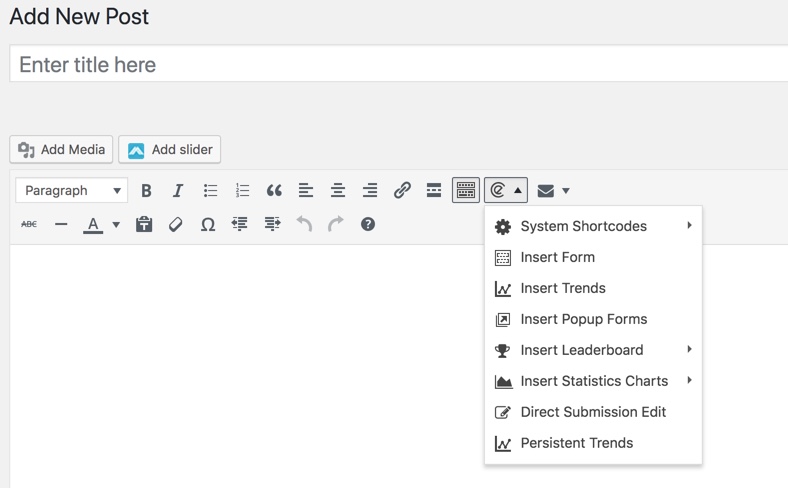 Add New Post
Enter title here
Add Media
Add slider
Paragraph
B I
ABC A
System Shortcodes
Insert Form
Insert Trends
Insert Popup Forms
Insert Leaderboard
Insert Statistics Charts
Direct Submission Edit
Persistent Trends